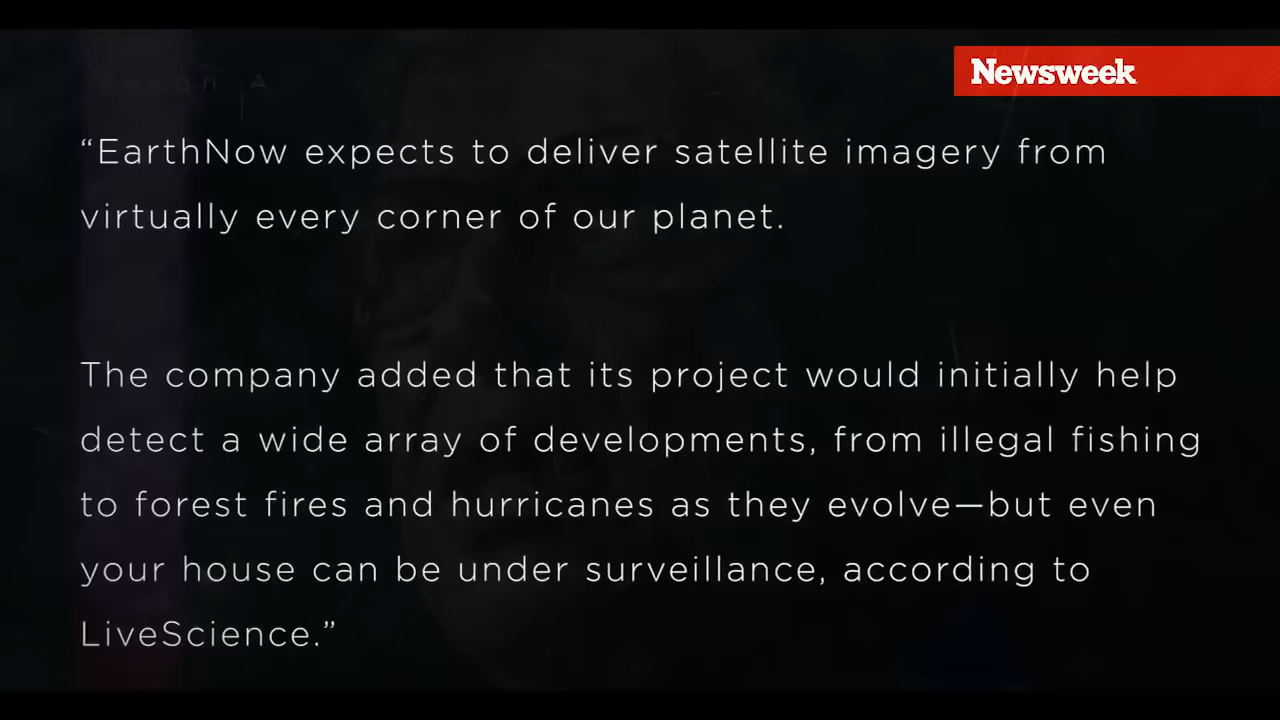 Newsweek
“EarthNow expects to deliver satellite imagery from
virtually every corner of our planet.
The company added that its project would initially help
detect a wide array of developments, from illegal fishing
to forest fires and hurricanes as they evolve—but even
your house can be under surveillance, according to
LiveScience.”